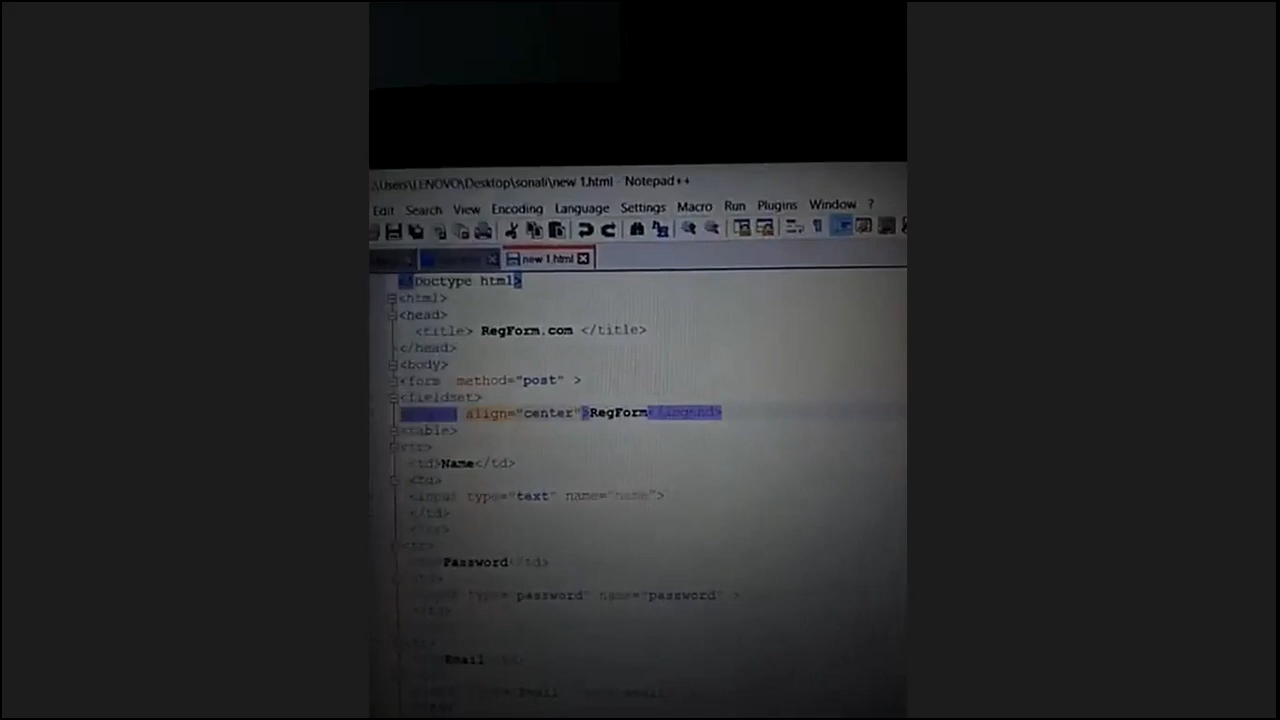 :\Users\LENOVO\Desktop\sonali\new 1.html - Notepad++
Edit Search View Encoding Language Settings Macro Run Plugins Window ?
new 1.html
<!Doctype html>
<html>
<head>
<title> RegForm.com </title>
</head>
<body>
<form method="post" >
<fieldset>
align="center">RegForm</legend>
<table>
<tr>
<td>Name</td>
<td>
<input type="text" name="name">
</td>
</tr>
<tr>
Password</td>
type= password" name="password" >
</td>
Email